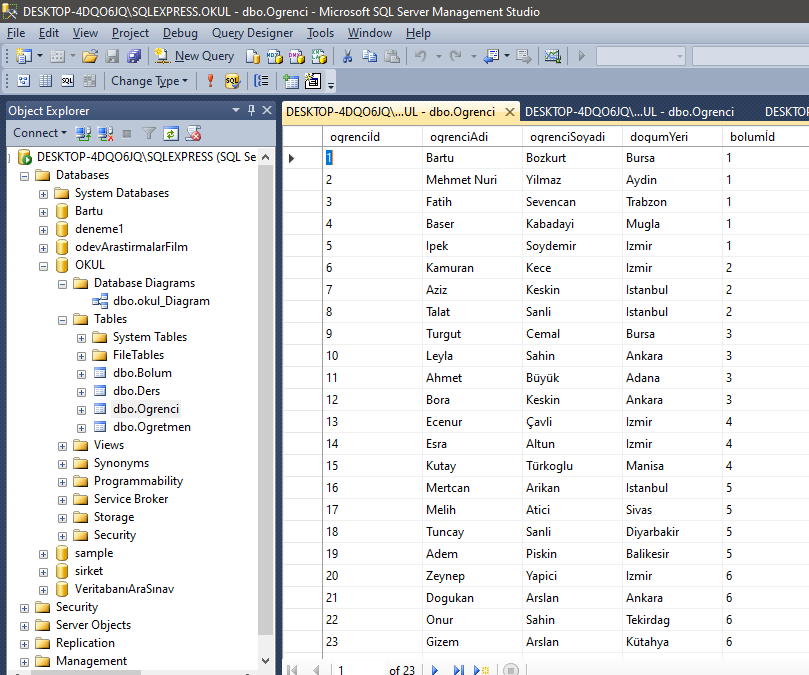 DESKTOP-4DQO6JQ\SQLEXPRESS.OKUL - dbo.Ogrenci - Microsoft SQL Server Management Studio
File Edit View Project Debug Query Designer Tools Window Help
New Query
Change Type
Object Explorer
Connect
DESKTOP-4DQO6JQ\SQLEXPRESS (SQL Se
Databases
System Databases
Bartu
deneme1
odevArastirmalarFilm
OKUL
Database Diagrams
dbo.okul_Diagram
Tables
System Tables
FileTables
dbo.Bolum
dbo.Ders
dbo.Ogrenci
dbo.Ogretmen
Views
Synonyms
Programmability
Service Broker
Storage
Security
sample
sirket
VeritabanıAraSınav
Security
Server Objects
Replication
Management
DESKTOP-4DQO6JQ\...UL - dbo.Ogrenci DESKTOP-4DQO6JQ\...UL - dbo.Ogrenci DESKTO
ogrenciİd ogrenciAdi ogrenciSoyadi dogumYeri bolumİd
1 Bartu Bozkurt Bursa 1
2 Mehmet Nuri Yilmaz Aydin 1
3 Fatih Sevencan Trabzon 1
4 Baser Kabadayi Mugla 1
5 Ipek Soydemir Izmir 1
6 Kamuran Kece Izmir 2
7 Aziz Keskin Istanbul 2
8 Talat Sanli Istanbul 2
9 Turgut Cemal Bursa 3
10 Leyla Sahin Ankara 3
11 Ahmet Büyük Adana 3
12 Bora Keskin Ankara 3
13 Ecenur Çavli Izmir 4
14 Esra Altun Izmir 4
15 Kutay Türkoglu Manisa 4
16 Mertcan Arikan Istanbul 5
17 Melih Atici Sivas 5
18 Tuncay Sanli Diyarbakir 5
19 Adem Piskin Balikesir 5
20 Zeynep Yapici Izmir 6
21 Dogukan Arslan Ankara 6
22 Onur Sahin Tekirdag 6
23 Gizem Arslan Kütahya 6
1 of 23